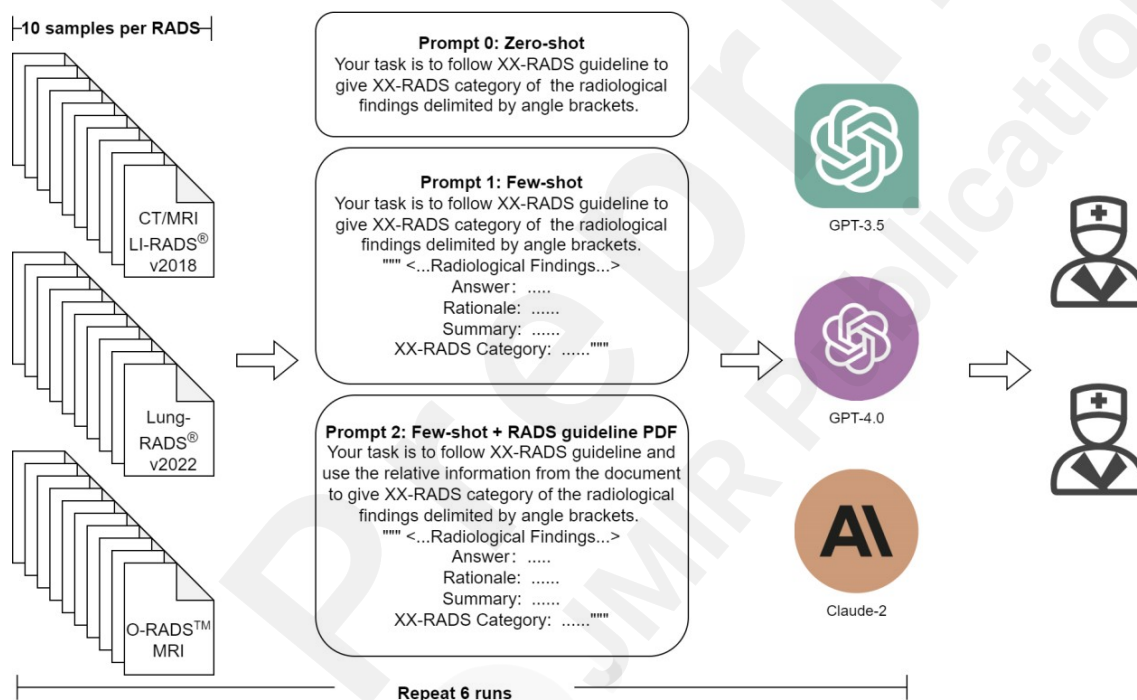 10 samples per RADS
CT/MRI
LI-RADS®
v2018
Lung-
RADS®
v2022
O-RADS™
MRI
Prompt 0: Zero-shot
Your task is to follow XX-RADS guideline to
give XX-RADS category of the radiological
findings delimited by angle brackets.
Prompt 1: Few-shot
Your task is to follow XX-RADS guideline to
give XX-RADS category of the radiological
findings delimited by angle brackets.
""" <...Radiological Findings...>
Answer: .....
Rationale: ......
Summary: ......
XX-RADS Category: ......"""
Prompt 2: Few-shot + RADS guideline PDF
Your task is to follow XX-RADS guideline and
use the relative information from the document
to give XX-RADS category of the radiological
findings delimited by angle brackets.
""" <...Radiological Findings...>
Answer: .....
Rationale: ......
Summary: ......
XX-RADS Category: ......"""
GPT-3.5
GPT-4.0
AI
Claude-2
Repeat 6 runs
Prepri
JMIR Publication